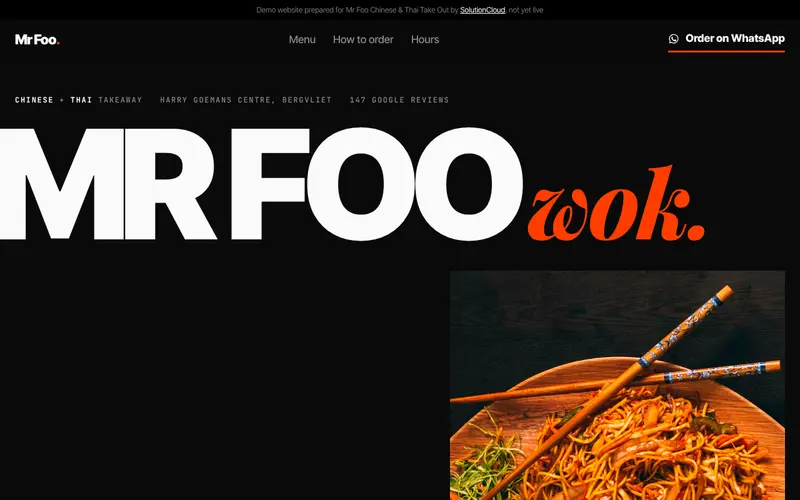 Demo website prepared for Mr Foo Chinese & Thai Take Out by SolutionCloud, not yet live
Mr Foo.
Menu How to order Hours
Order on WhatsApp
CHINESE + THAI TAKEAWAY HARRY GOEMANS CENTRE, BERGVLIET 147 GOOGLE REVIEWS
MR FOO wok.